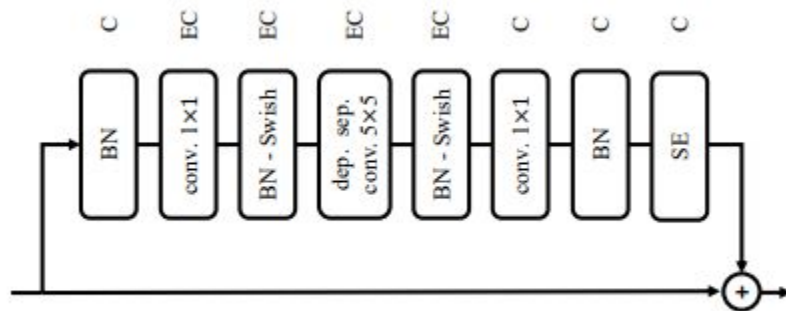 C
EC
EC
EC
EC
C
C
C
BN
conv. 1×1
BN - Swish
dep. sep.
conv. 5×5
BN - Swish
conv. 1×1
BN
SE
+